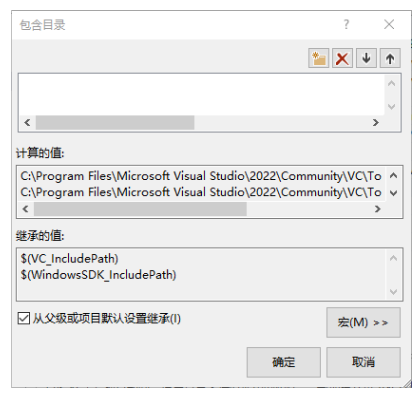 包含目录
计算的值:
C:\Program Files\Microsoft Visual Studio\2022\Community\VC\To
C:\Program Files\Microsoft Visual Studio\2022\Community\VC\To
继承的值:
$(VC_IncludePath)
$(WindowsSDK_IncludePath)
从父级或项目默认设置继承(I)
宏(M) >>
确定
取消